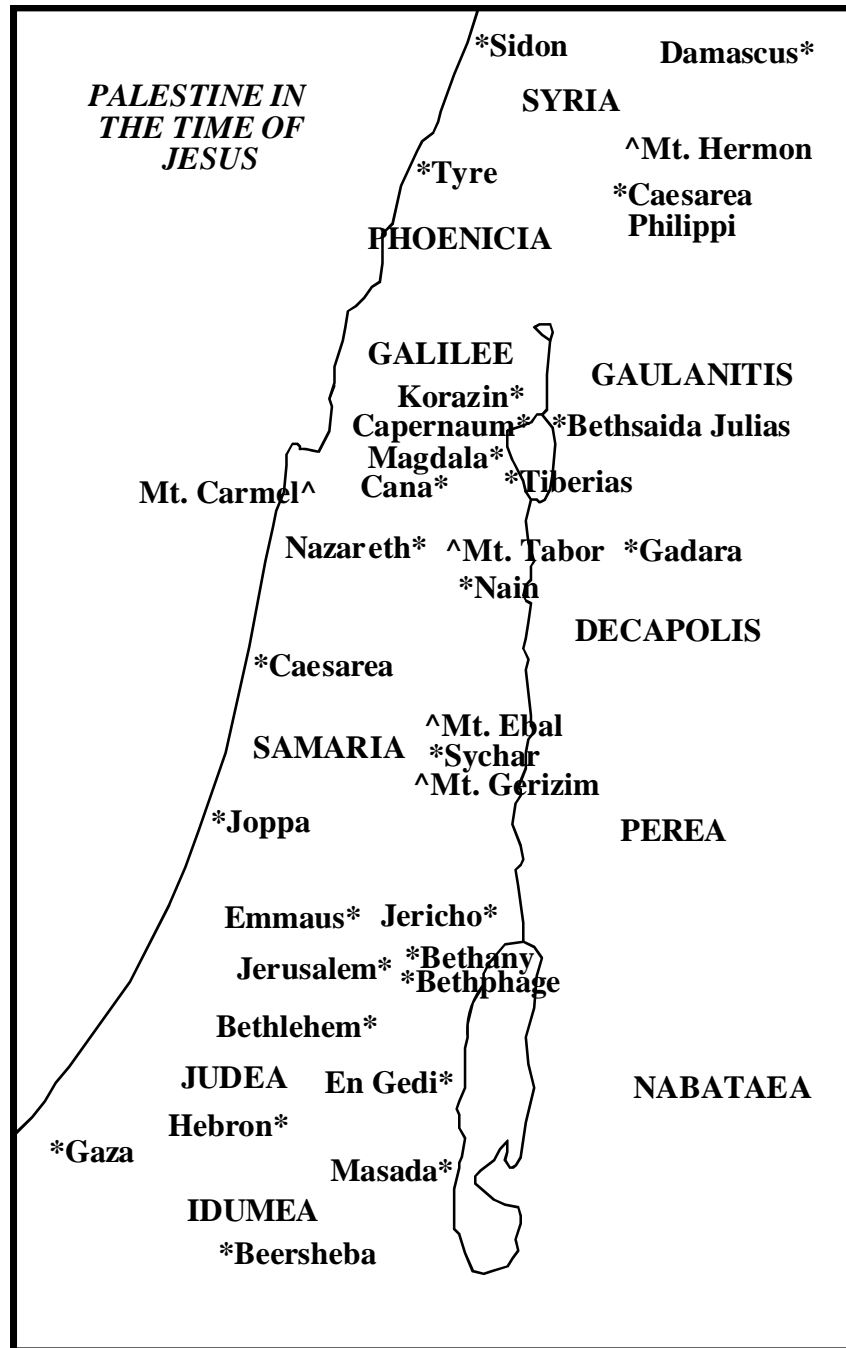 *Sidon
Damascus*
PALESTINE IN
THE TIME OF
JESUS
SYRIA
^Mt. Hermon
*Tyre
*Caesarea
Philippi
PHOENICIA
GALILEE
GAULANITIS
Korazin*
Capernaum*
*Bethsaida Julias
Magdala*
Cana*
*Tiberias
Mt. Carmel^
Nazareth*
^Mt. Tabor
*Gadara
*Nain
DECAPOLIS
*Caesarea
^Mt. Ebal
SAMARIA
*Sychar
^Mt. Gerizim
*Joppa
PEREA
Emmaus*
Jericho*
*Bethany
Jerusalem*
*Bethphage
Bethlehem*
JUDEA
En Gedi*
NABATAEA
Hebron*
*Gaza
Masada*
IDUMEA
*Beersheba